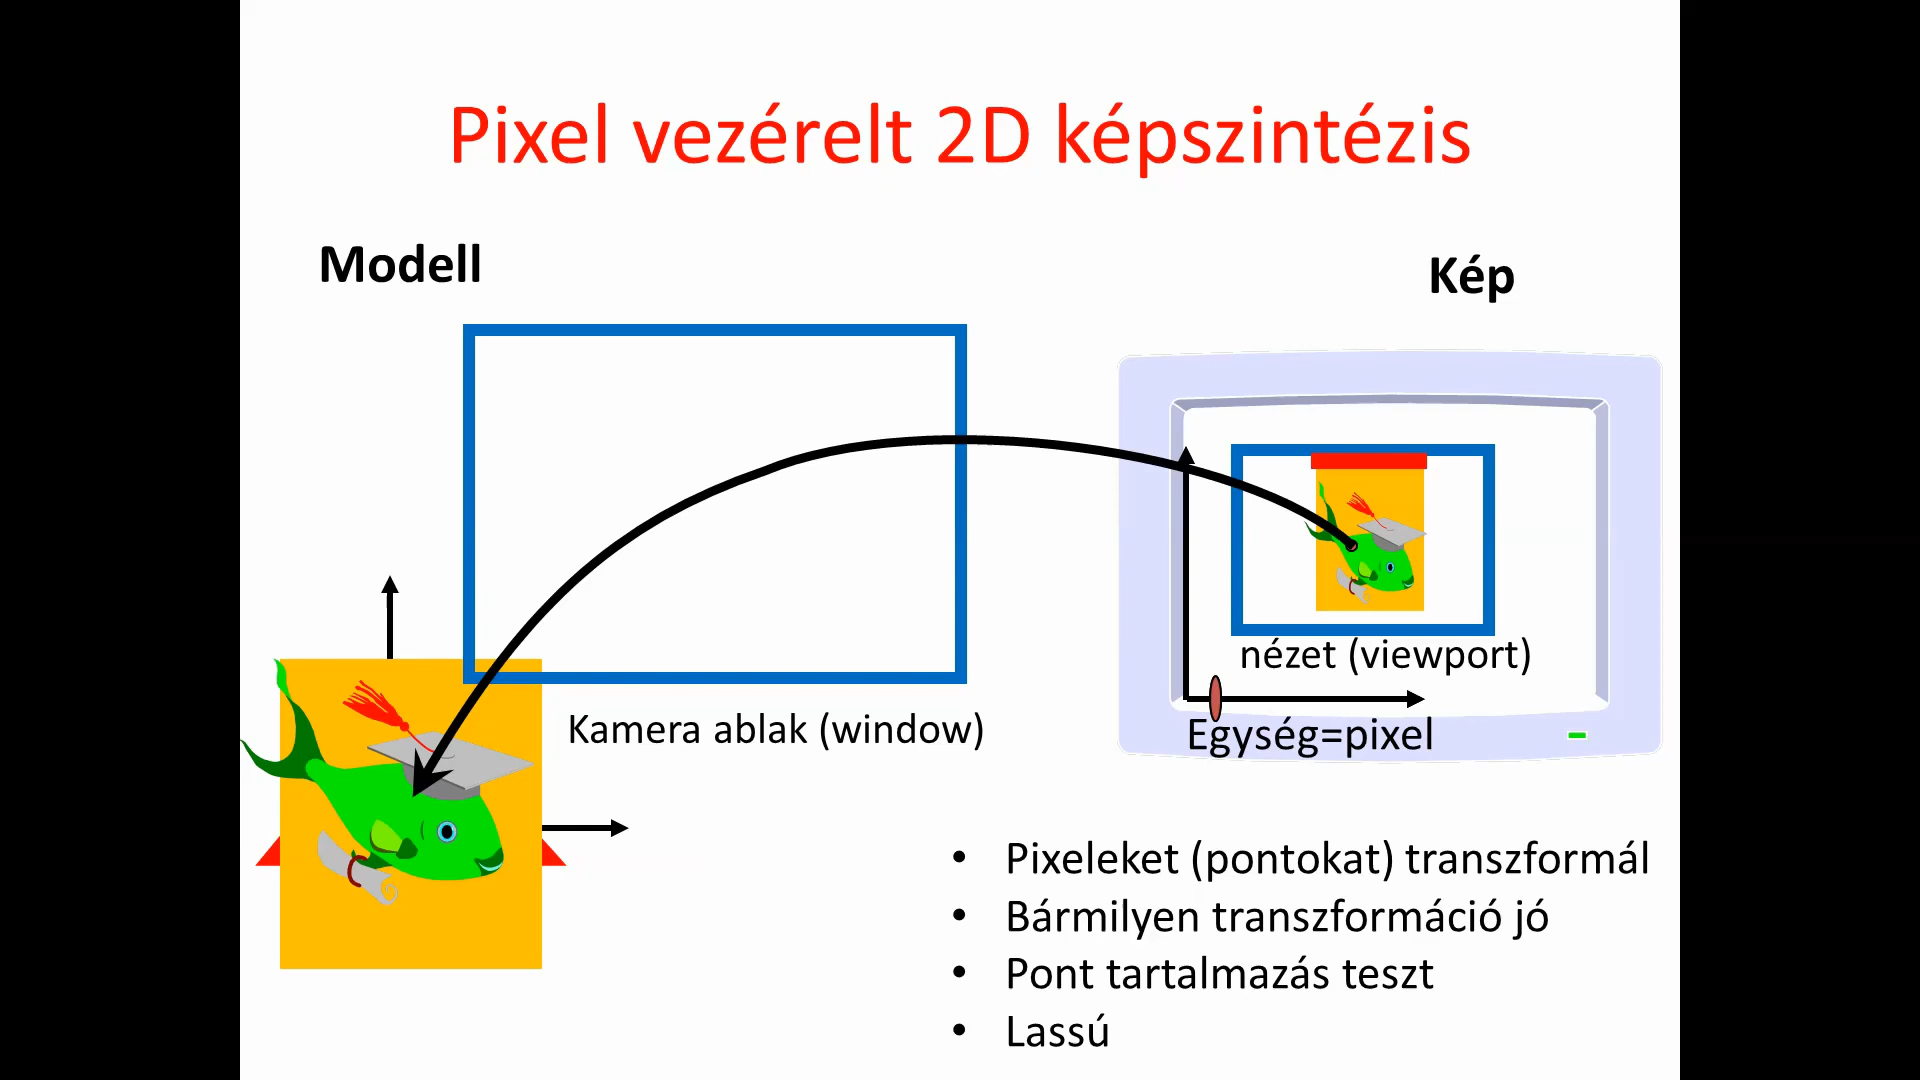 Pixel vezérelt 2D képszintézis
Modell
Kép
nézet (viewport)
Kamera ablak (window)
Egység=pixel
• Pixeleket (pontokat) transzformál
• Bármilyen transzformáció jó
• Pont tartalmazás teszt
• Lassú